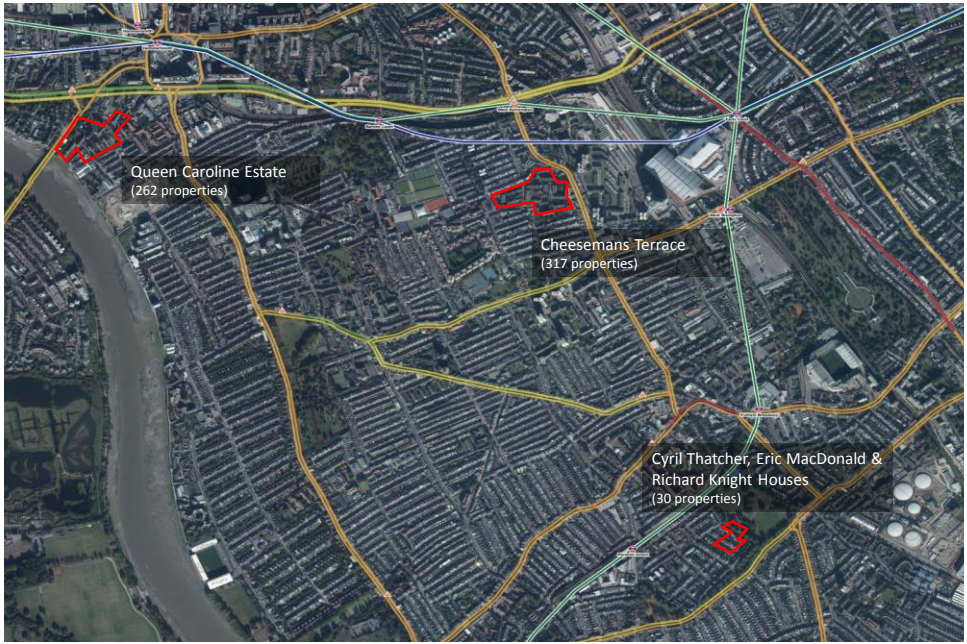 Queen Caroline Estate
(262 properties)
Cheesemans Terrace
(317 properties)
Cyril Thatcher, Eric MacDonald &
Richard Knight Houses
(30 properties)